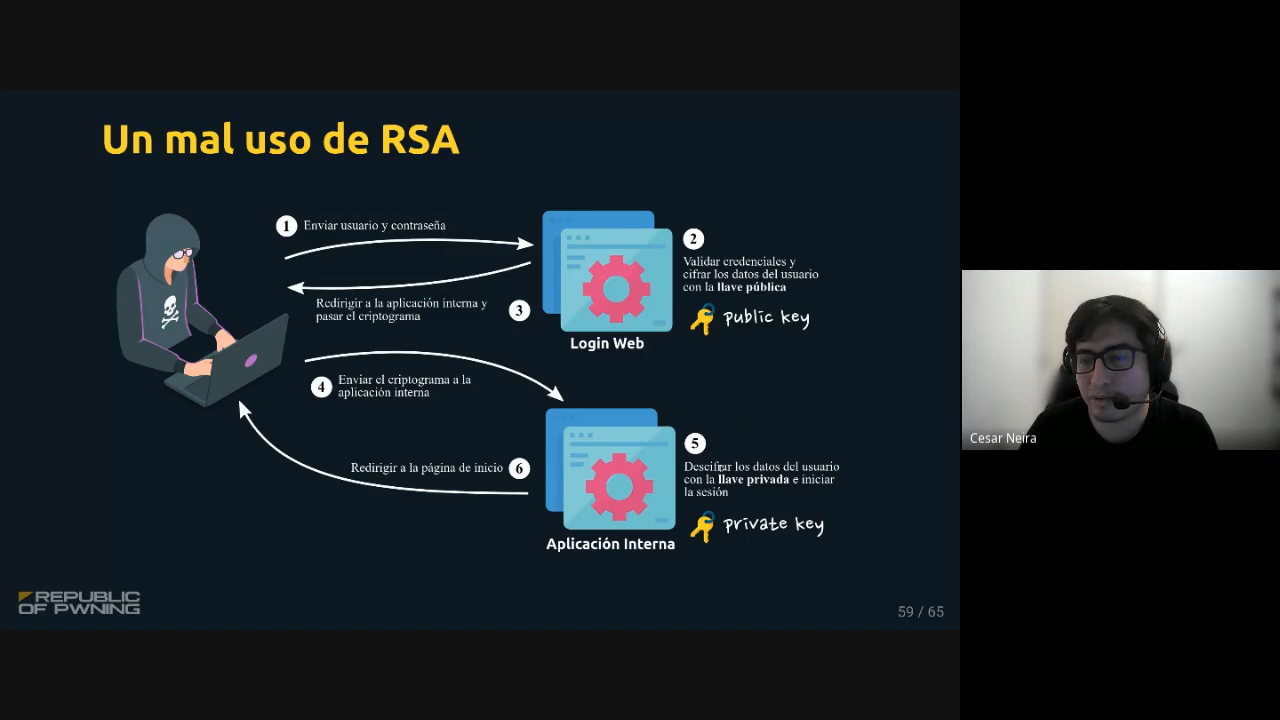 Un mal uso de RSA
1 Enviar usuario y contraseña
2
Validar credenciales y
cifrar los datos del usuario
con la llave pública
public key
Redirigir a la aplicación interna y
pasar el criptograma
3
Login Web
4 Enviar el criptograma a la
aplicación interna
5
Descifrar los datos del usuario
con la llave privada e iniciar
la sesión
private key
Redirigir a la página de inicio 6
Aplicación Interna
REPUBLIC
OF PWNING
59 / 65
Cesar Neira